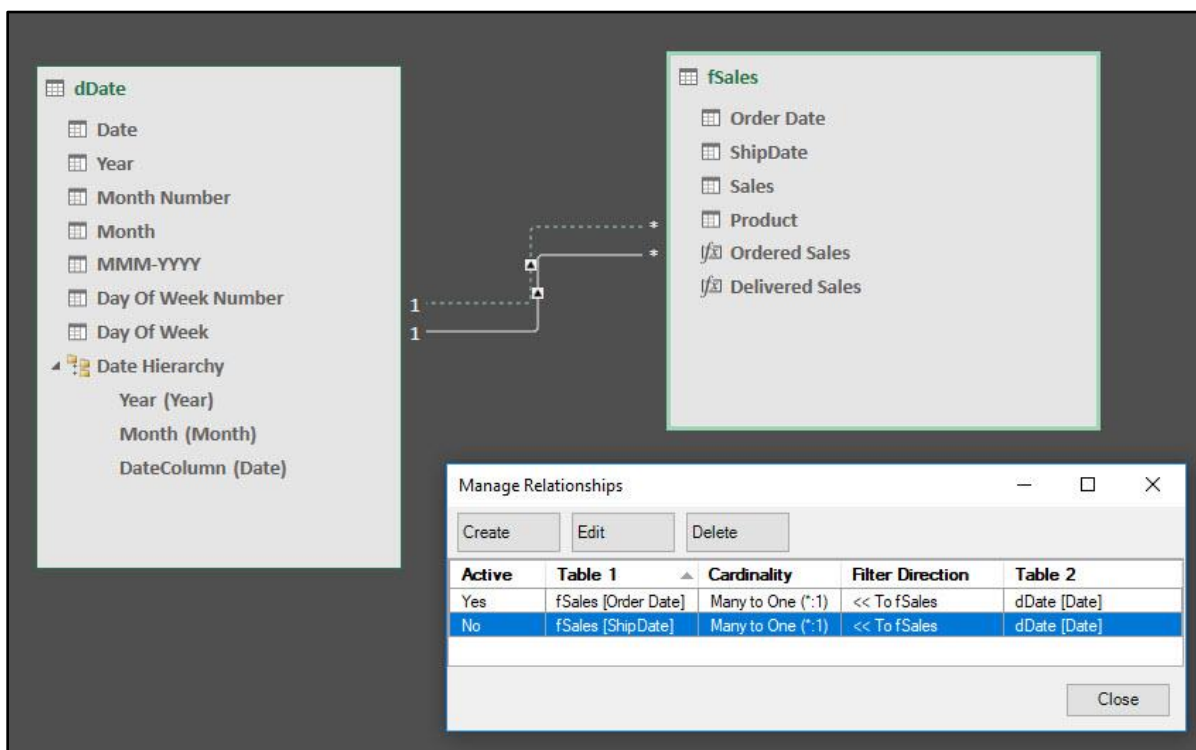 dDate
Date
Year
Month Number
Month
MMM-YYYY
Day Of Week Number
Day Of Week
Date Hierarchy
Year (Year)
Month (Month)
DateColumn (Date)
1
1
*
*
fSales
Order Date
ShipDate
Sales
Product
fx Ordered Sales
fx Delivered Sales
Manage Relationships
Create Edit Delete
Active Table 1 Cardinality Filter Direction Table 2
Yes fSales [Order Date] Many to One (*:1) << To fSales dDate [Date]
No fSales [ShipDate] Many to One (*:1) << To fSales dDate [Date]
Close